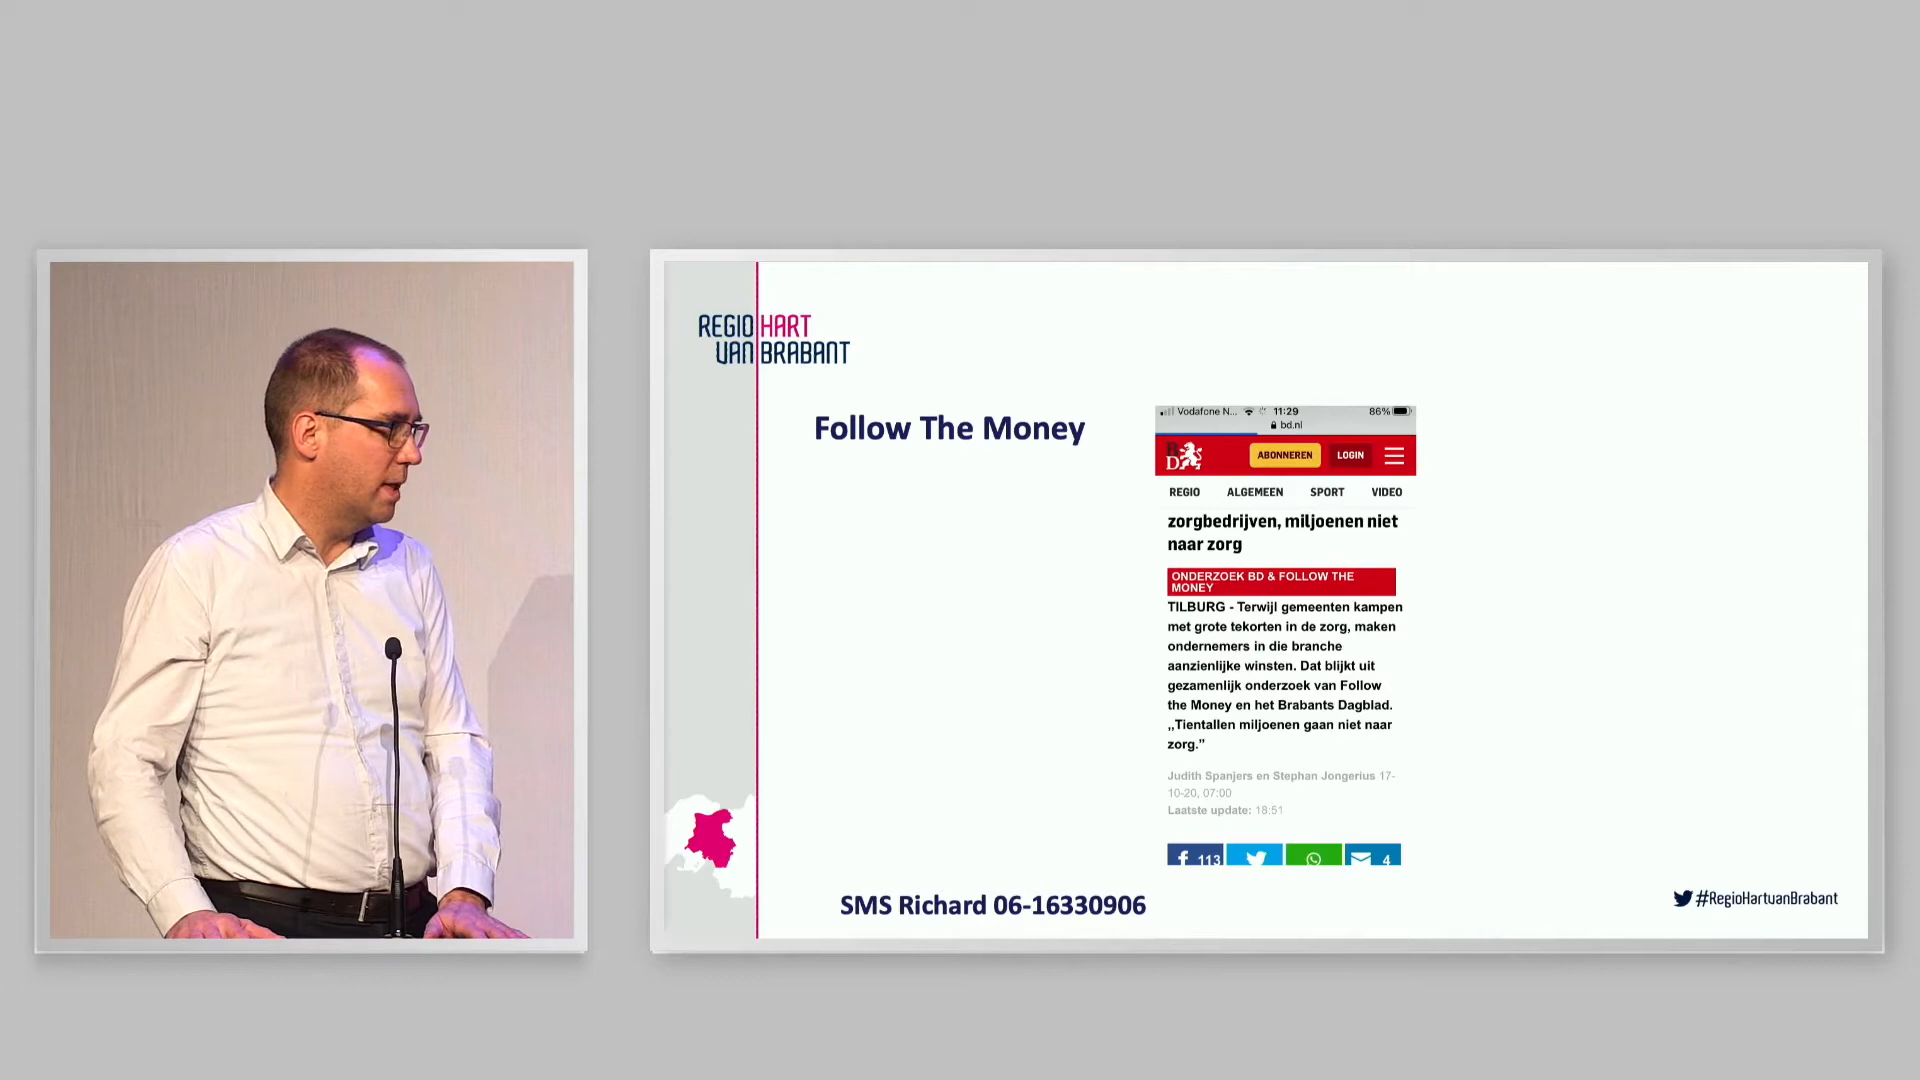 REGIO HART
VAN BRABANT
Follow The Money
Vodafone N... 11:29 86%
bd.nl
BD ABONNEREN LOGIN
REGIO ALGEMEEN SPORT VIDEO
zorgbedrijven, miljoenen niet
naar zorg
ONDERZOEK BD & FOLLOW THE
MONEY
TILBURG - Terwijl gemeenten kampen
met grote tekorten in de zorg, maken
ondernemers in die branche
aanzienlijke winsten. Dat blijkt uit
gezamenlijk onderzoek van Follow
the Money en het Brabants Dagblad.
,,Tientallen miljoenen gaan niet naar
zorg.”
Judith Spanjers en Stephan Jongerius 17-
10-20, 07:00
Laatste update: 18:51
113 4
SMS Richard 06-16330906
#RegioHartvanBrabant